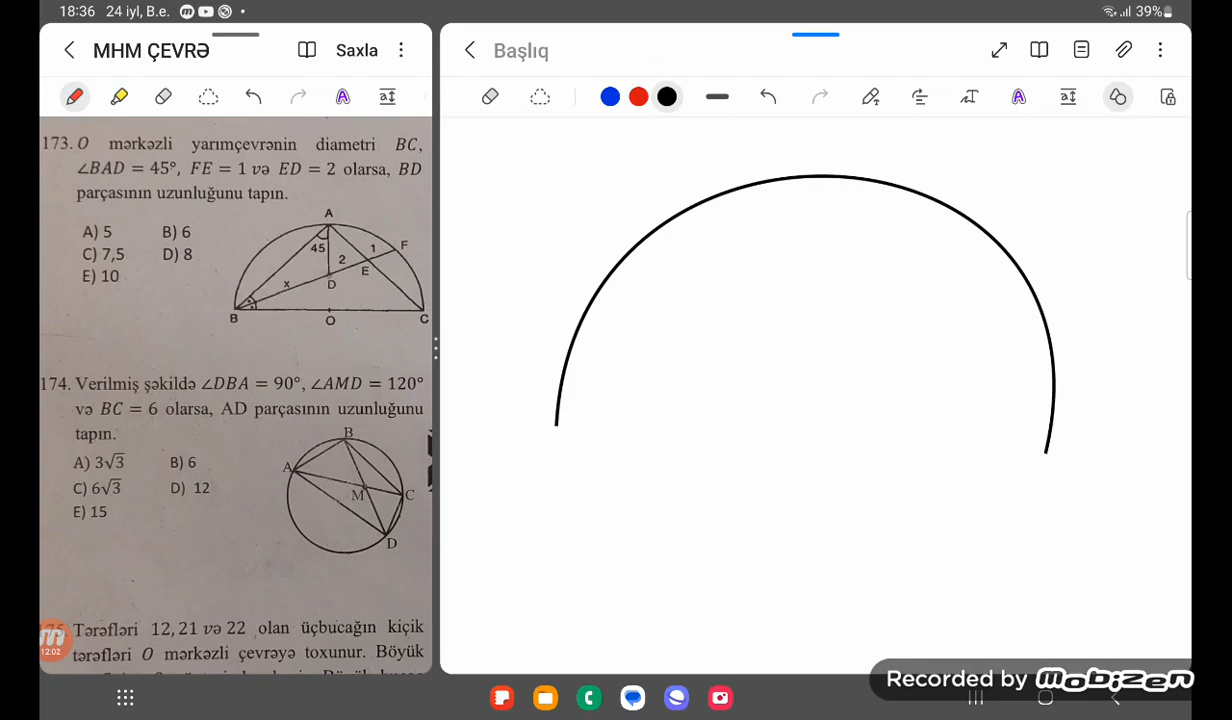 18:36 24 iyl, B.e.
39%
MHM ÇEVRƏ
Saxla
Başlıq
173. O mərkəzli yarımçevrənin diametri BC,
∠BAD = 45°, FE = 1 və ED = 2 olarsa, BD
parçasının uzunluğunu tapın.
A) 5 B) 6
C) 7,5 D) 8
E) 10
A
45
1
F
2
E
D
x
B
O
C
174. Verilmiş şəkildə ∠DBA = 90°, ∠AMD = 120°
və BC = 6 olarsa, AD parçasının uzunluğunu
tapın.
A) 3√3 B) 6
C) 6√3 D) 12
E) 15
B
A
M
C
D
175. Tərəfləri 12, 21 və 22 olan üçbucağın kiçik
tərəfləri O mərkəzli çevrəyə toxunur. Böyük
12:02
Recorded by mobizen